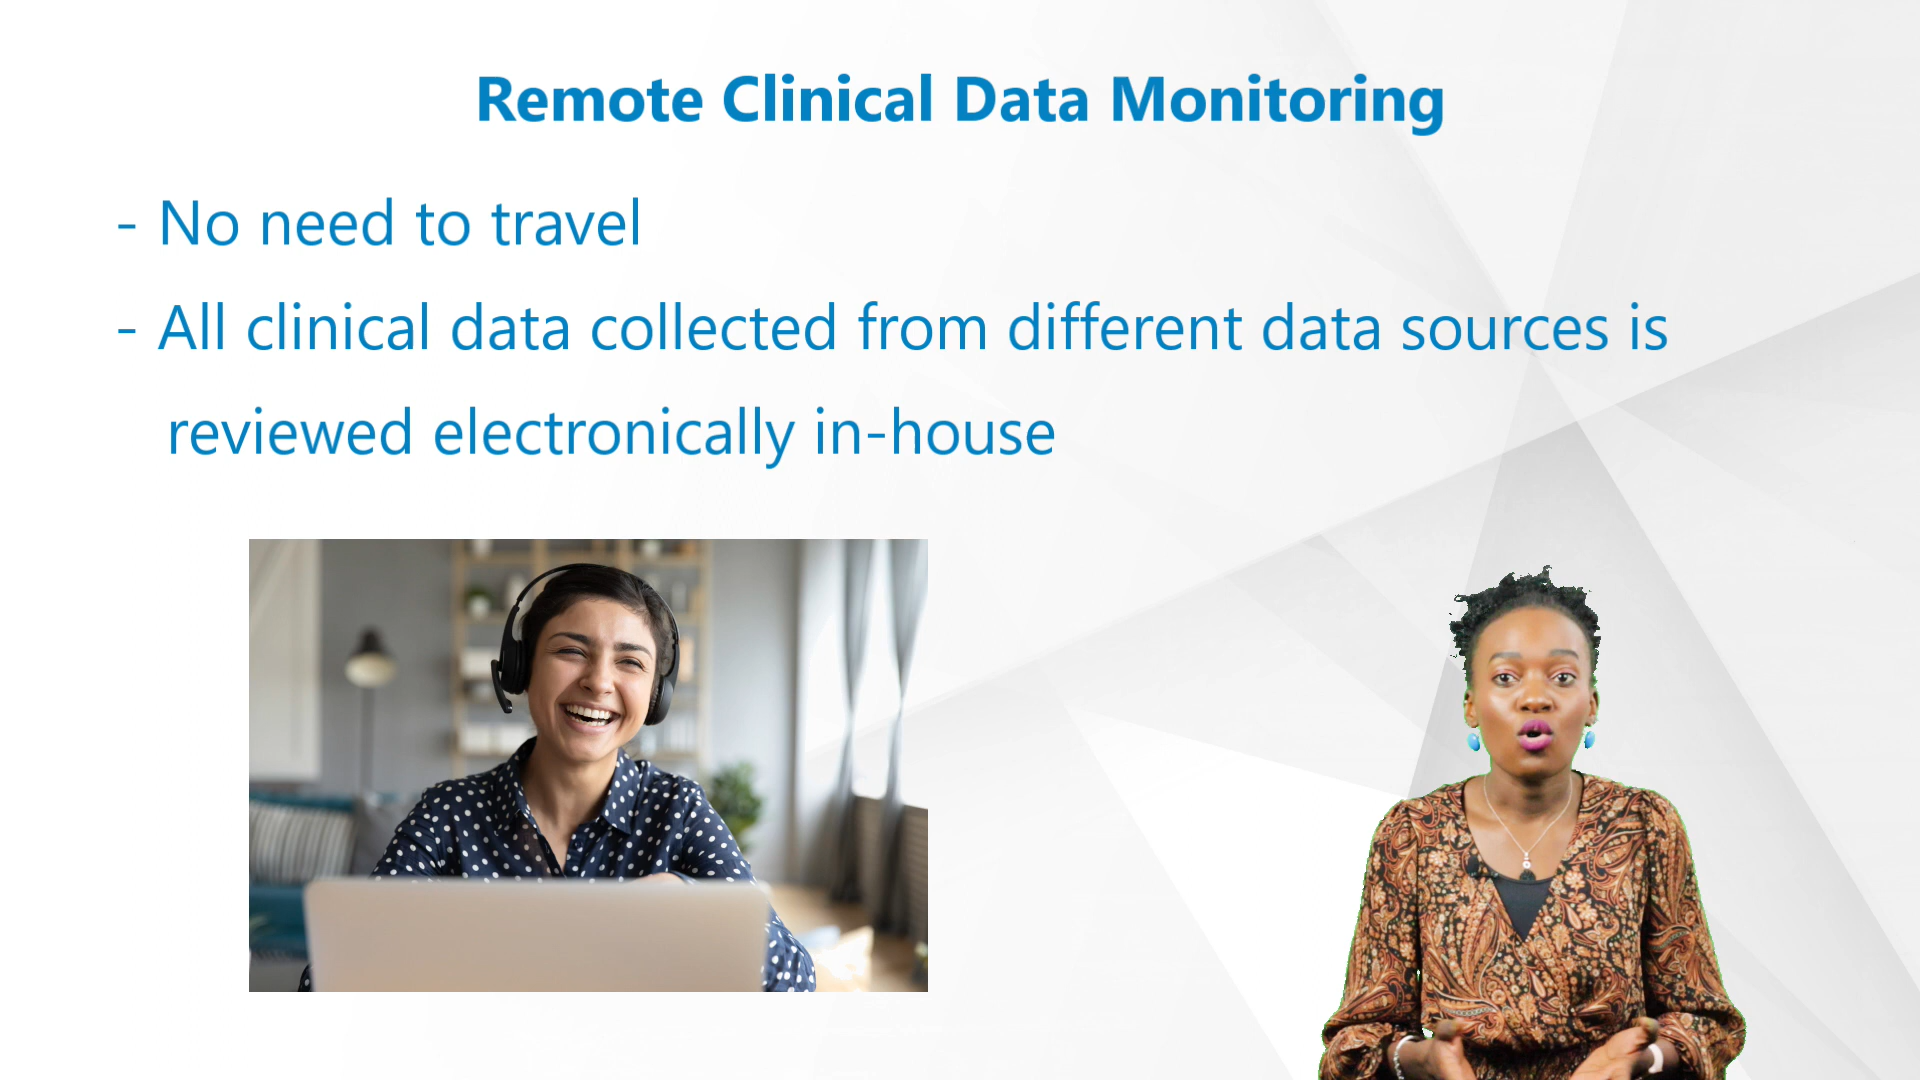 Remote Clinical Data Monitoring
- No need to travel
- All clinical data collected from different data sources is
reviewed electronically in-house